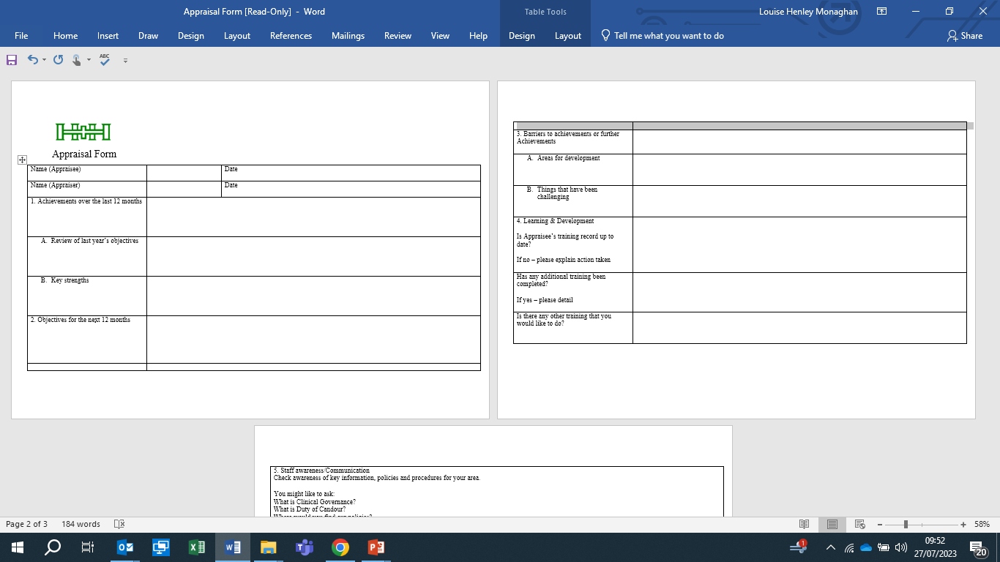 Appraisal Form [Read-Only] - Word
Table Tools
Louise Henley Monaghan
File Home Insert Draw Design Layout References Mailings Review View Help Design Layout Tell me what you want to do Share
ABC
Appraisal Form
Name (Appraisee) Date
Name (Appraiser) Date
1. Achievements over the last 12 months
A. Review of last year's objectives
B. Key strengths
2. Objectives for the next 12 months
3. Barriers to achievements or further
Achievements
A. Areas for development
B. Things that have been
challenging
4. Learning & Development
Is Appraisee's training record up to
date?
If no – please explain action taken
Has any additional training been
completed?
If yes – please detail
Is there any other training that you
would like to do?
5. Staff awareness/Communication
Check awareness of key information, policies and procedures for your area.
You might like to ask:
What is Clinical Governance?
What is Duty of Candour?
Where would you find our policies?
Page 2 of 3 184 words 58%
1
09:52
27/07/2023
20